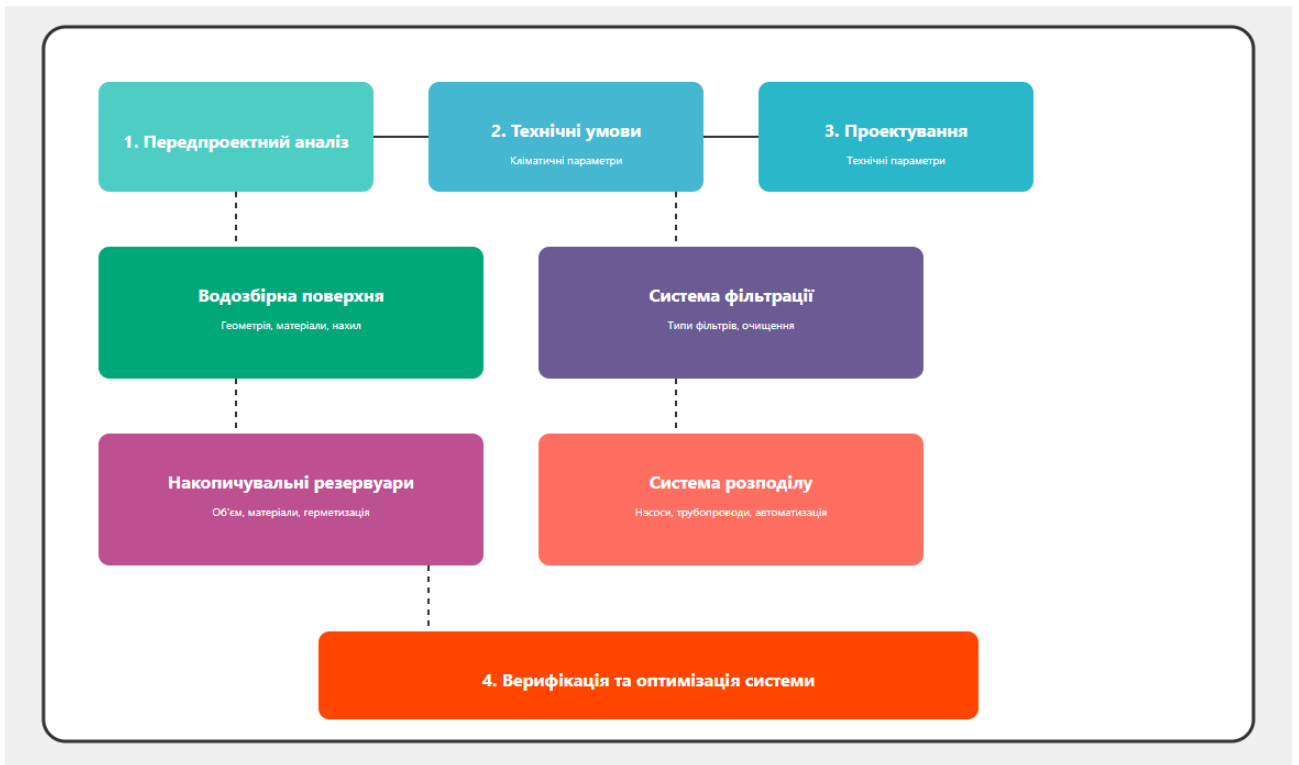 1. Передпроектний аналіз
2. Технічні умови
Кліматичні параметри
3. Проектування
Технічні параметри
Водозбірна поверхня
Геометрія, матеріали, нахил
Система фільтрації
Типи фільтрів, очищення
Накопичувальні резервуари
Об'єм, матеріали, герметизація
Система розподілу
Насоси, трубопроводи, автоматизація
4. Верифікація та оптимізація системи